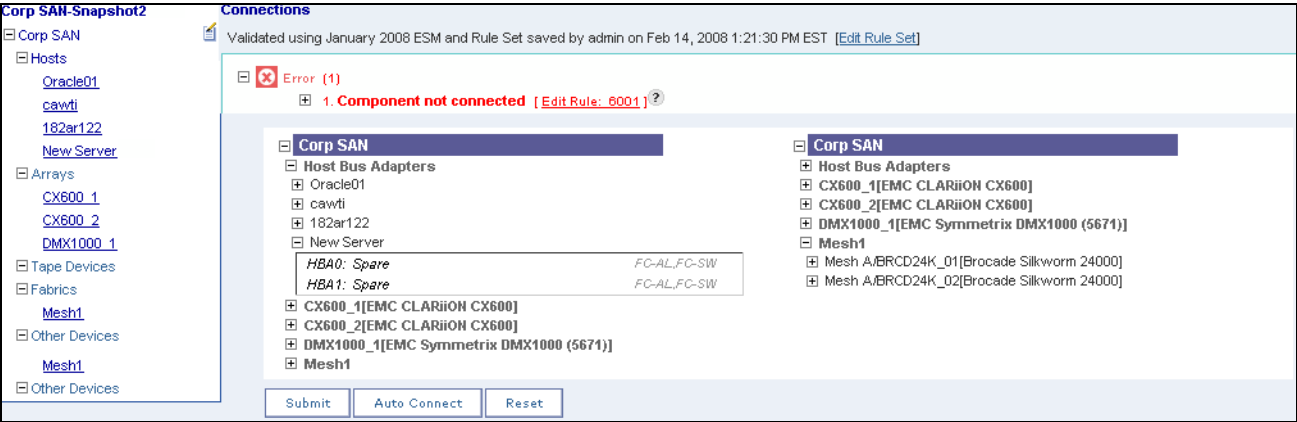 Corp SAN-Snapshot2
Corp SAN
Hosts
Oracle01
cawti
182ar122
New Server
Arrays
CX600_1
CX600_2
DMX1000_1
Tape Devices
Fabrics
Mesh1
Other Devices
Mesh1
Other Devices
Connections
Validated using January 2008 ESM and Rule Set saved by admin on Feb 14, 2008 1:21:30 PM EST [Edit Rule Set]
Error (1)
1. Component not connected [ Edit Rule: 6001 ] ?
Corp SAN
Host Bus Adapters
Oracle01
cawti
182ar122
New Server
HBA0: Spare FC-AL,FC-SW
HBA1: Spare FC-AL,FC-SW
CX600_1[EMC CLARiiON CX600]
CX600_2[EMC CLARiiON CX600]
DMX1000_1[EMC Symmetrix DMX1000 (5671)]
Mesh1
Corp SAN
Host Bus Adapters
CX600_1[EMC CLARiiON CX600]
CX600_2[EMC CLARiiON CX600]
DMX1000_1[EMC Symmetrix DMX1000 (5671)]
Mesh1
Mesh A/BRCD24K_01[Brocade Silkworm 24000]
Mesh A/BRCD24K_02[Brocade Silkworm 24000]
Submit Auto Connect Reset